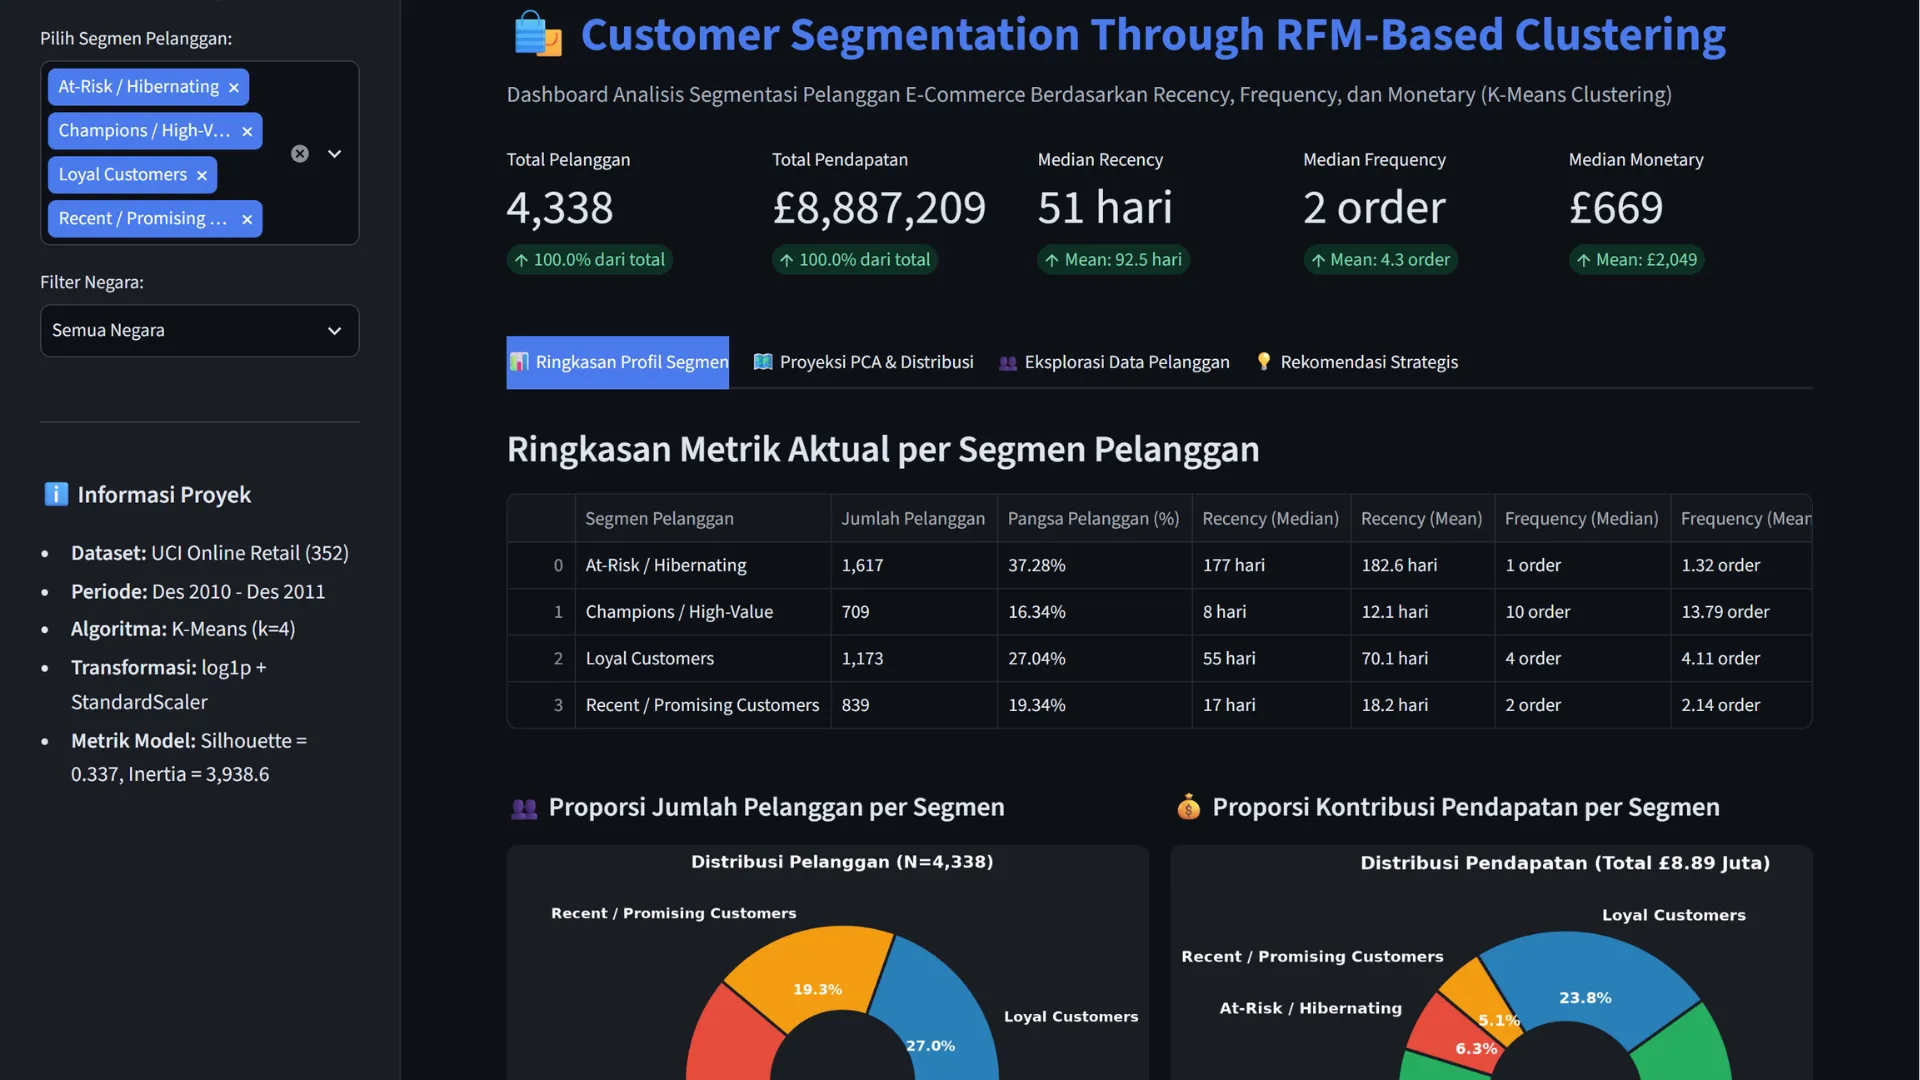 Pilih Segmen Pelanggan:
At-Risk / Hibernating
Champions / High-V...
Loyal Customers
Recent / Promising ...
Filter Negara:
Semua Negara
Informasi Proyek
Dataset: UCI Online Retail (352)
Periode: Des 2010 - Des 2011
Algoritma: K-Means (k=4)
Transformasi: log1p +
StandardScaler
Metrik Model: Silhouette =
0.337, Inertia = 3,938.6
Customer Segmentation Through RFM-Based Clustering
Dashboard Analisis Segmentasi Pelanggan E-Commerce Berdasarkan Recency, Frequency, dan Monetary (K-Means Clustering)
Total Pelanggan
4,338
↑ 100.0% dari total
Total Pendapatan
£8,887,209
↑ 100.0% dari total
Median Recency
51 hari
↑ Mean: 92.5 hari
Median Frequency
2 order
↑ Mean: 4.3 order
Median Monetary
£669
↑ Mean: £2,049
Ringkasan Profil Segmen Proyeksi PCA & Distribusi Eksplorasi Data Pelanggan Rekomendasi Strategis
Ringkasan Metrik Aktual per Segmen Pelanggan
Segmen Pelanggan Jumlah Pelanggan Pangsa Pelanggan (%) Recency (Median) Recency (Mean) Frequency (Median) Frequency (Mear
0 At-Risk / Hibernating 1,617 37.28% 177 hari 182.6 hari 1 order 1.32 order
1 Champions / High-Value 709 16.34% 8 hari 12.1 hari 10 order 13.79 order
2 Loyal Customers 1,173 27.04% 55 hari 70.1 hari 4 order 4.11 order
3 Recent / Promising Customers 839 19.34% 17 hari 18.2 hari 2 order 2.14 order
Proporsi Jumlah Pelanggan per Segmen
Distribusi Pelanggan (N=4,338)
Recent / Promising Customers
19.3%
Loyal Customers
27.0%
Proporsi Kontribusi Pendapatan per Segmen
Distribusi Pendapatan (Total £8.89 Juta)
Loyal Customers
Recent / Promising Customers
23.8%
At-Risk / Hibernating
5.1%
6.3%